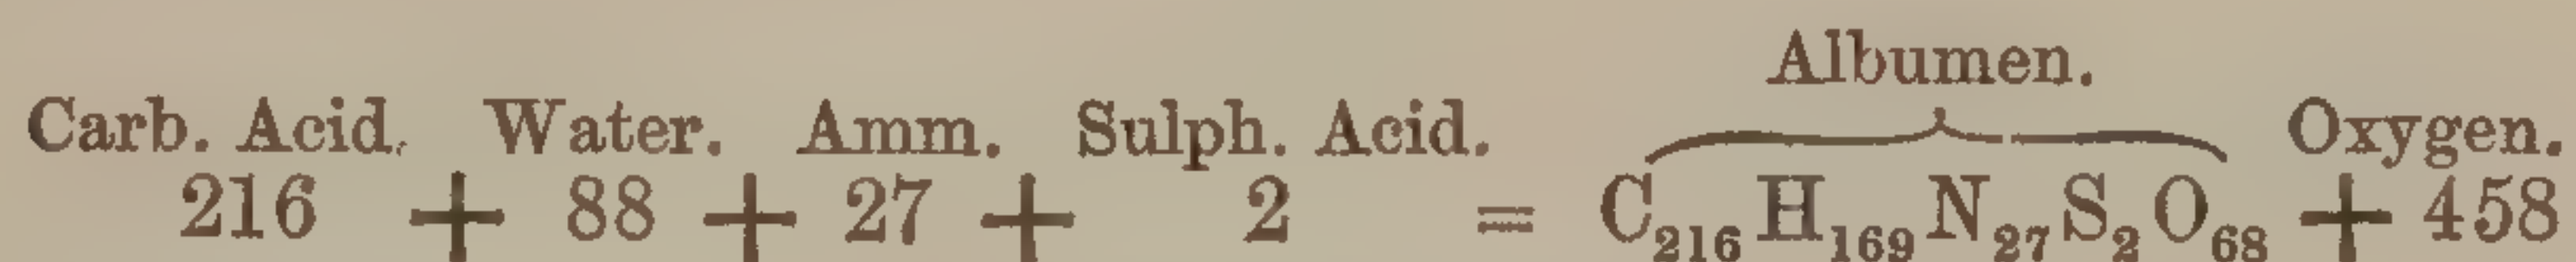 Albumen.
Carb. Acid. Water. Amm. Sulph. Acid. Oxygen.
216 + 88 + 27 + 2 = C₂₁₆H₁₆₉N₂₇S₂O₆₈ + 458